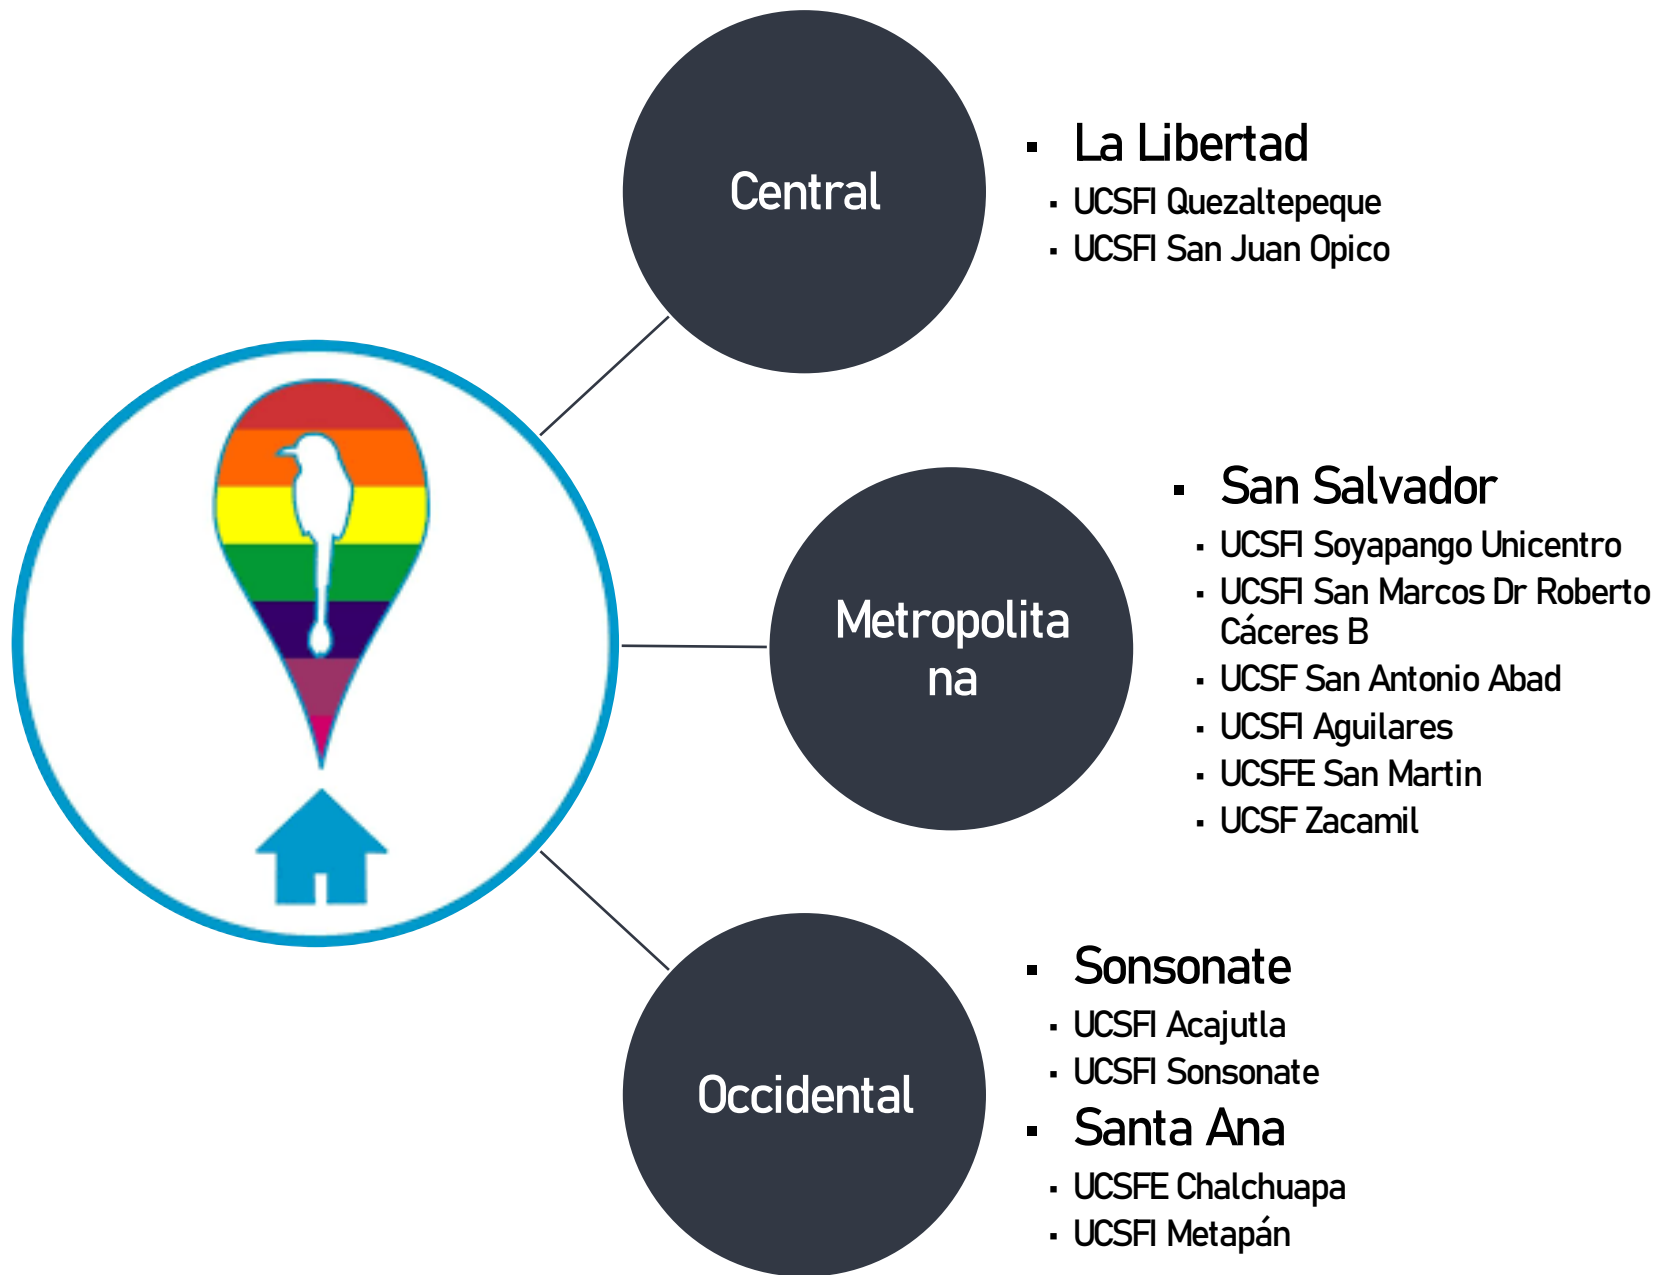 Central
▪ La Libertad
▪ UCSFI Quezaltepeque
▪ UCSFI San Juan Opico
Metropolita
na
▪ San Salvador
▪ UCSFI Soyapango Unicentro
▪ UCSFI San Marcos Dr Roberto
Cáceres B
▪ UCSF San Antonio Abad
▪ UCSFI Aguilares
▪ UCSFE San Martin
▪ UCSF Zacamil
Occidental
▪ Sonsonate
▪ UCSFI Acajutla
▪ UCSFI Sonsonate
▪ Santa Ana
▪ UCSFE Chalchuapa
▪ UCSFI Metapán